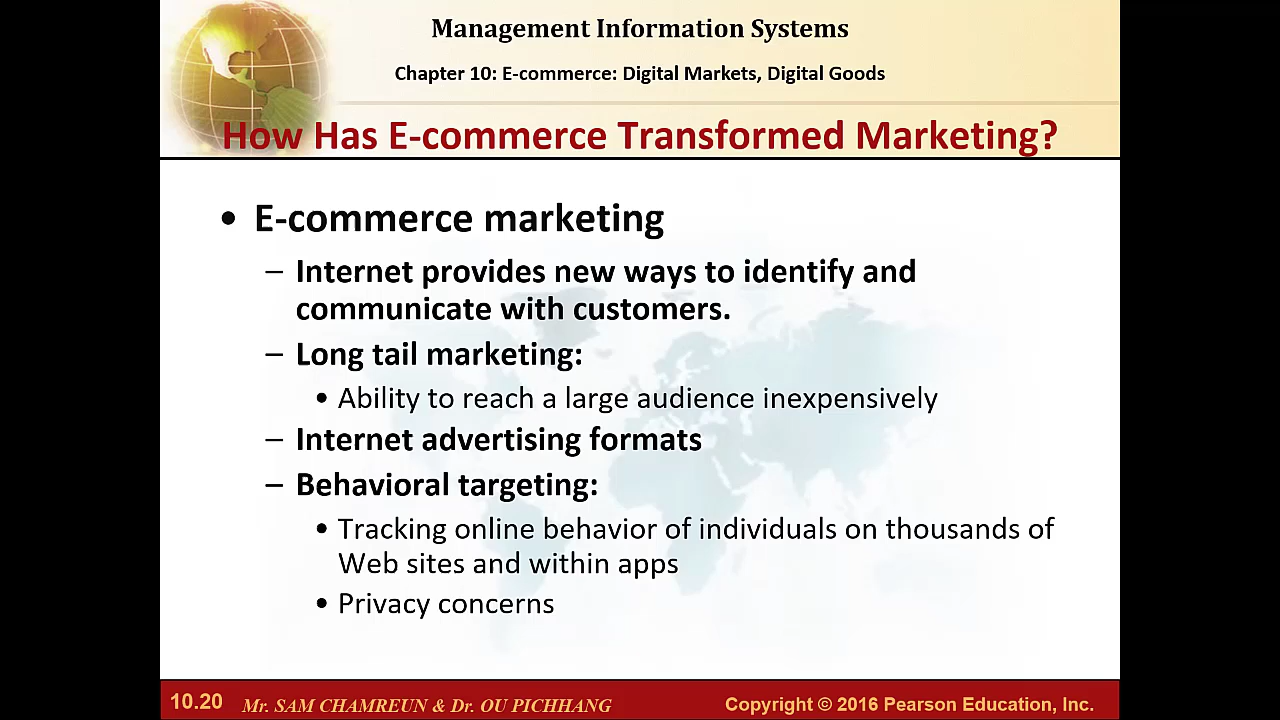 Management Information Systems
Chapter 10: E-commerce: Digital Markets, Digital Goods
How Has E-commerce Transformed Marketing?
• E-commerce marketing
– Internet provides new ways to identify and
communicate with customers.
– Long tail marketing:
• Ability to reach a large audience inexpensively
– Internet advertising formats
– Behavioral targeting:
• Tracking online behavior of individuals on thousands of
Web sites and within apps
• Privacy concerns
10.20 Mr. SAM CHAMREUN & Dr. OU PICHHANG Copyright © 2016 Pearson Education, Inc.